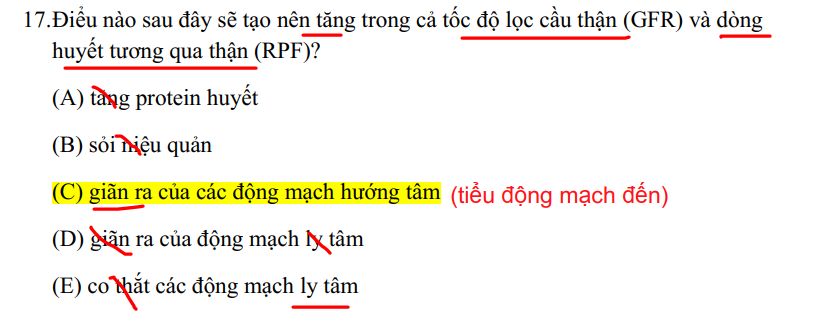 17.Điều nào sau đây sẽ tạo nên tăng trong cả tốc độ lọc cầu thận (GFR) và dòng
huyết tương qua thận (RPF)?
(A) tăng protein huyết
(B) sỏi niệu quản
(C) giãn ra của các động mạch hướng tâm (tiểu động mạch đến)
(D) giãn ra của động mạch ly tâm
(E) co thắt các động mạch ly tâm